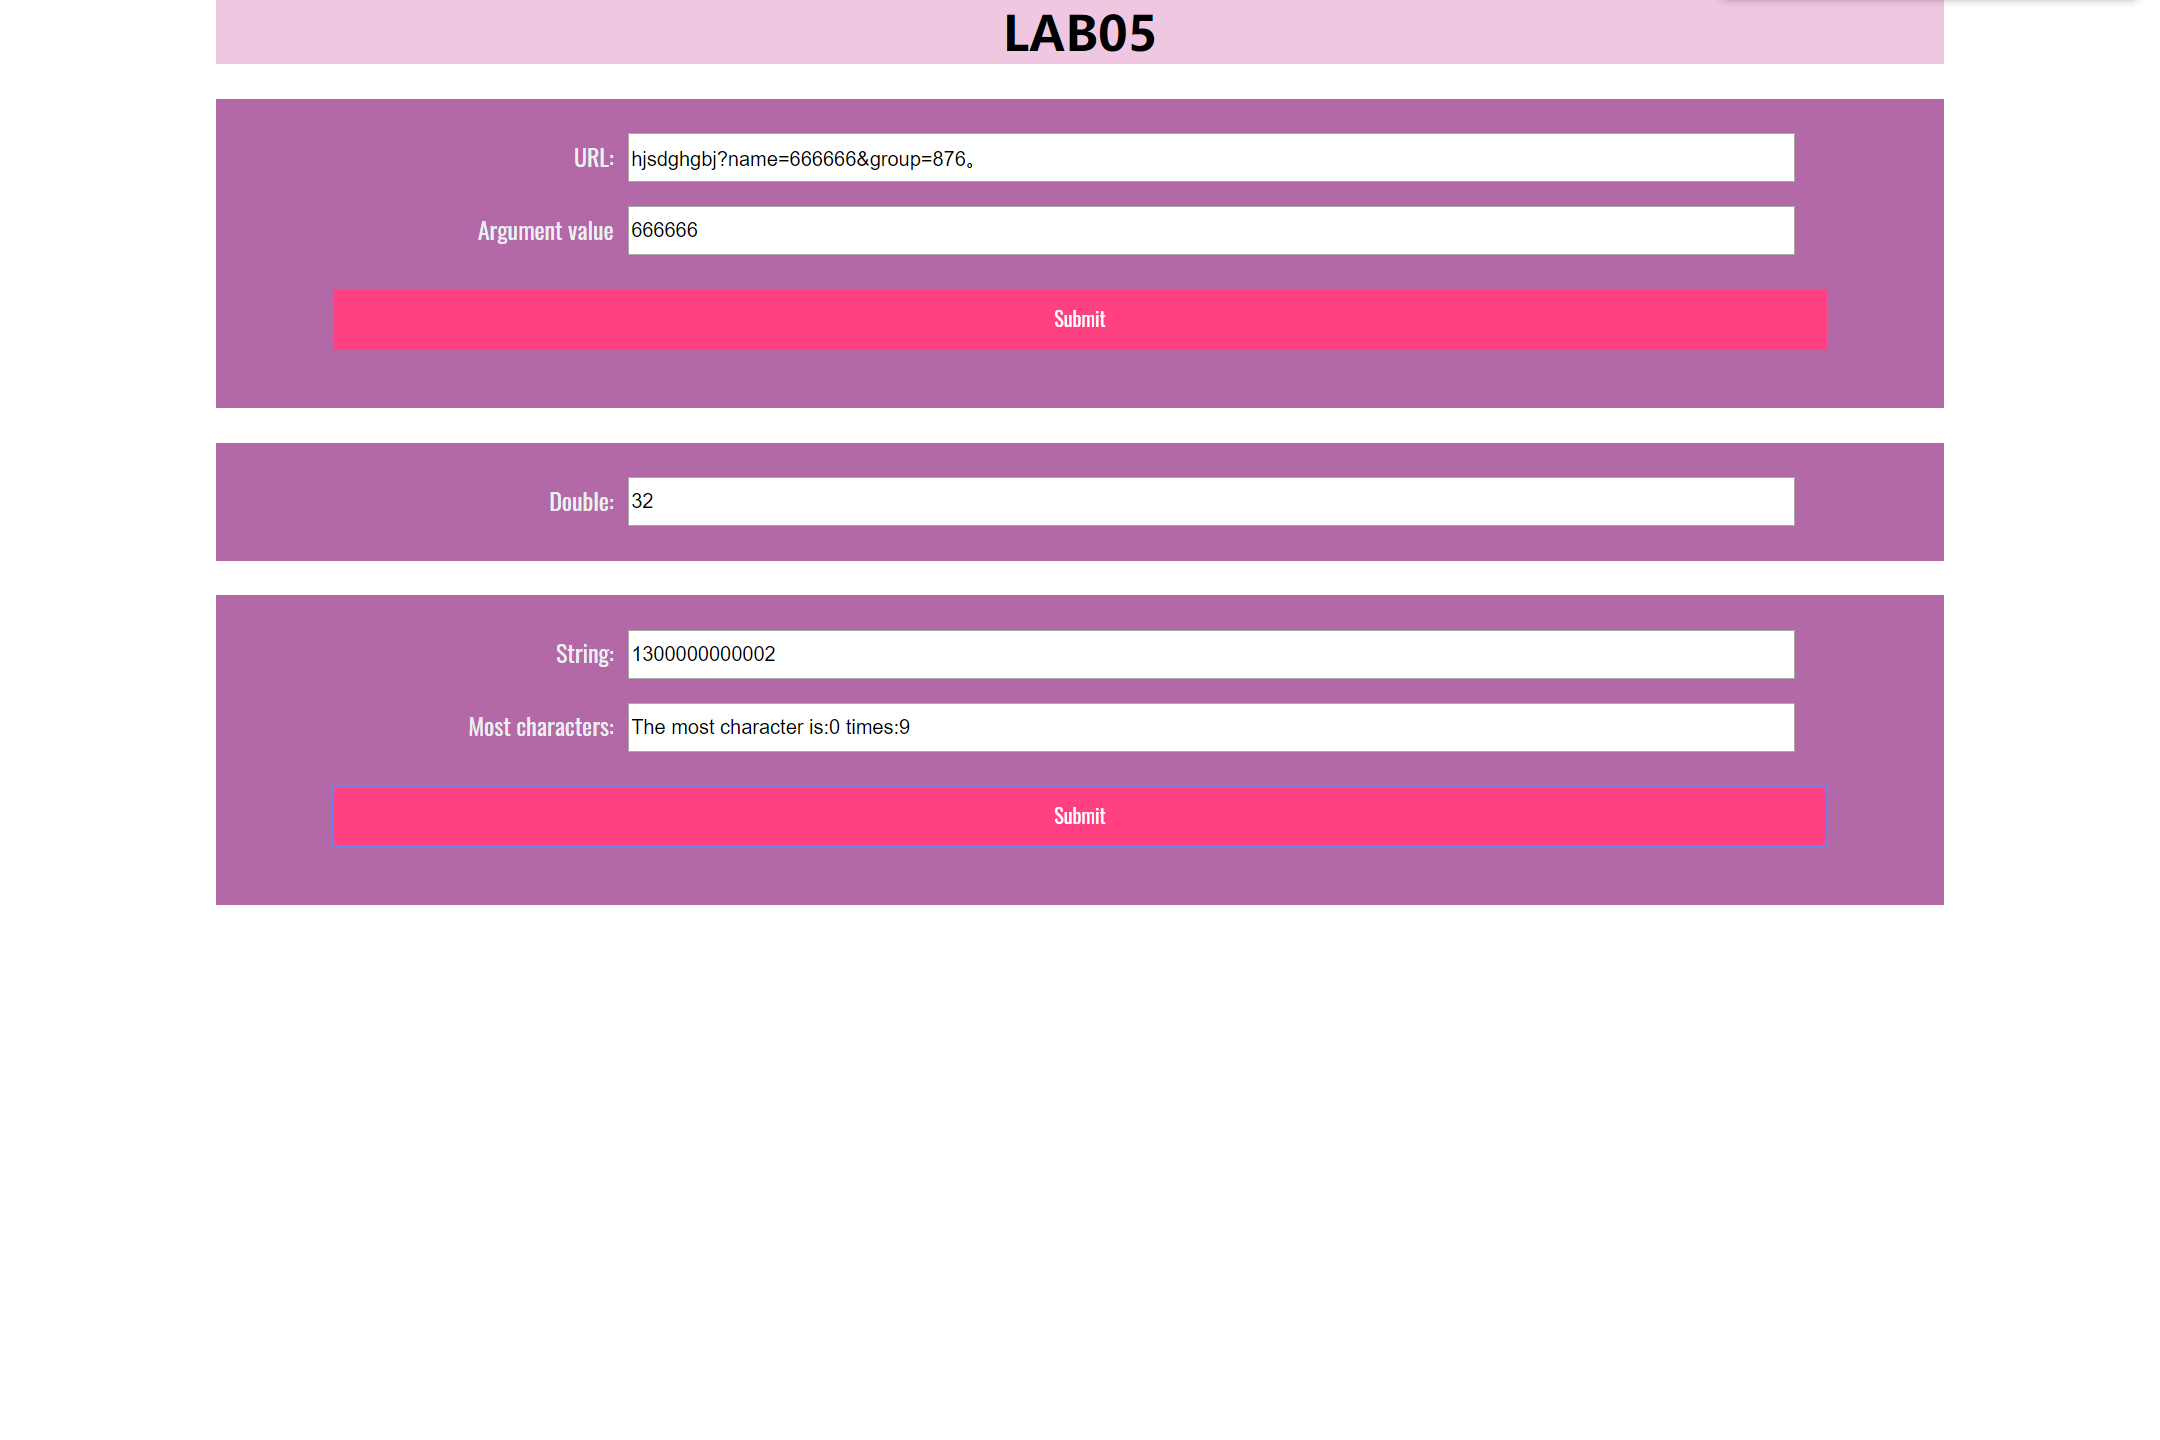 LAB05
URL: hjsdghgbj?name=666666&group=876。
Argument value 666666
Submit
Double: 32
String: 1300000000002
Most characters: The most character is:0 times:9
Submit